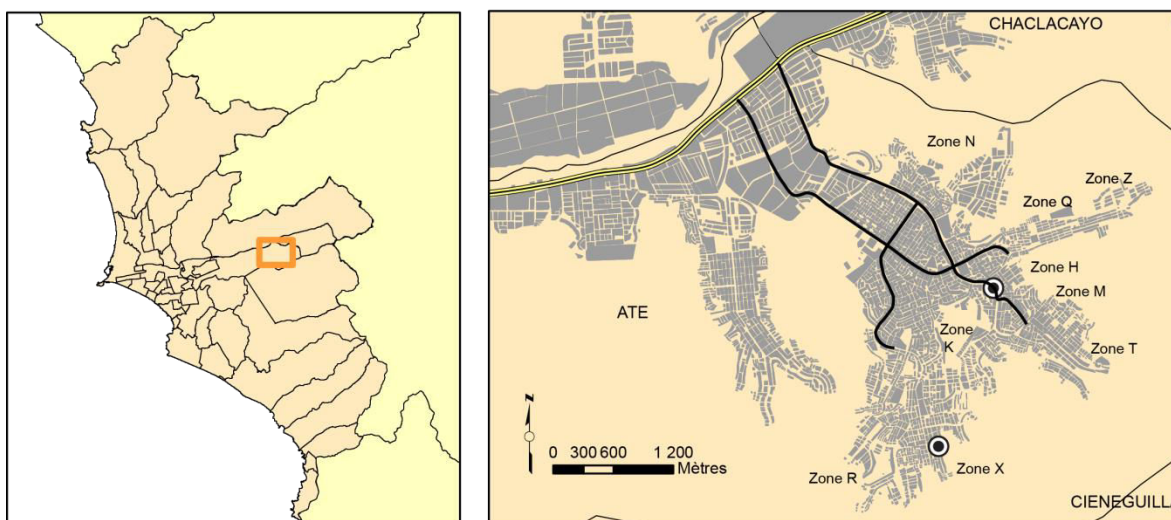 CHACLACAYO
Zone N
Zone Z
Zone Q
Zone H
Zone M
ATE
Zone
K
Zone T
N
0 300 600 1 200
Mètres
Zone R
Zone X
CIENEGUILL